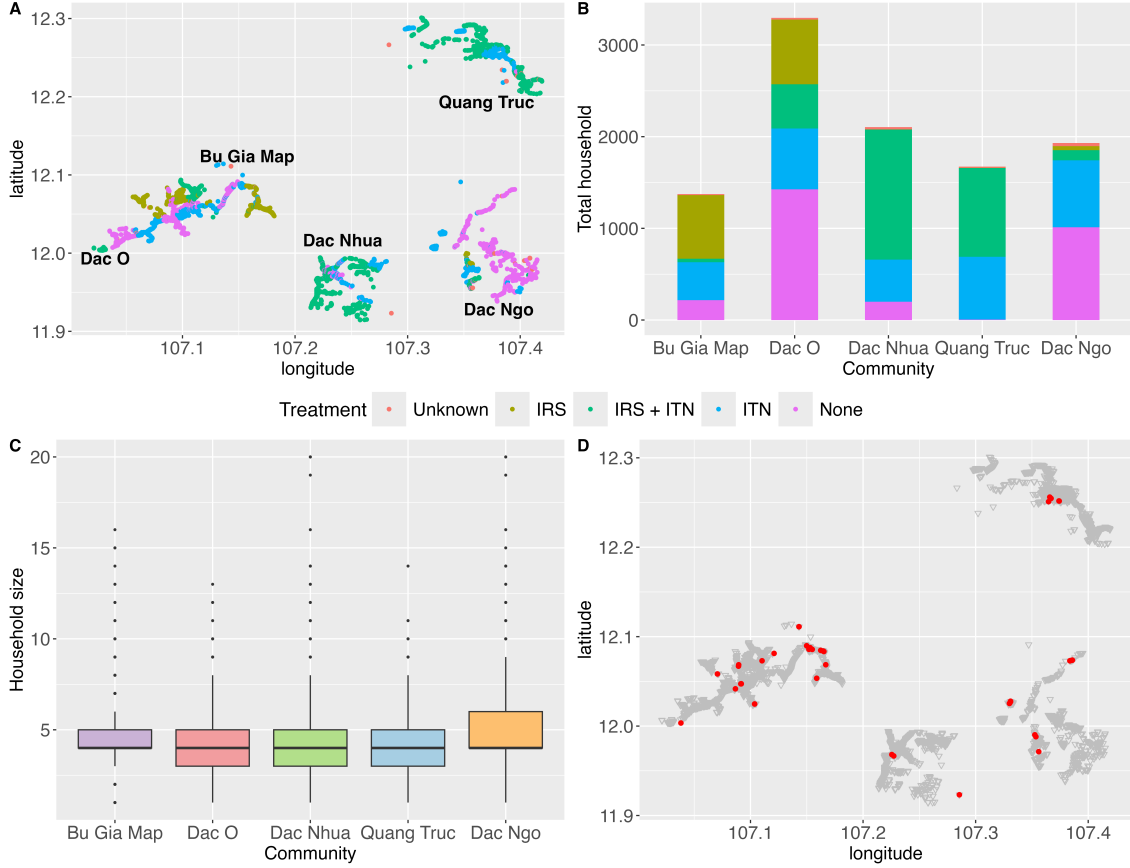 A
12.3
12.2
12.1
12.0
11.9
latitude
Quang Truc
Bu Gia Map
Dac O
Dac Nhua
Dac Ngo
107.1 107.2 107.3 107.4
longitude
B
3000
2000
1000
0
Total household
Bu Gia Map Dac O Dac Nhua Quang Truc Dac Ngo
Community
Treatment Unknown IRS IRS + ITN ITN None
C
20
15
10
5
Household size
Bu Gia Map Dac O Dac Nhua Quang Truc Dac Ngo
Community
D
12.3
12.2
12.1
12.0
11.9
latitude
107.1 107.2 107.3 107.4
longitude